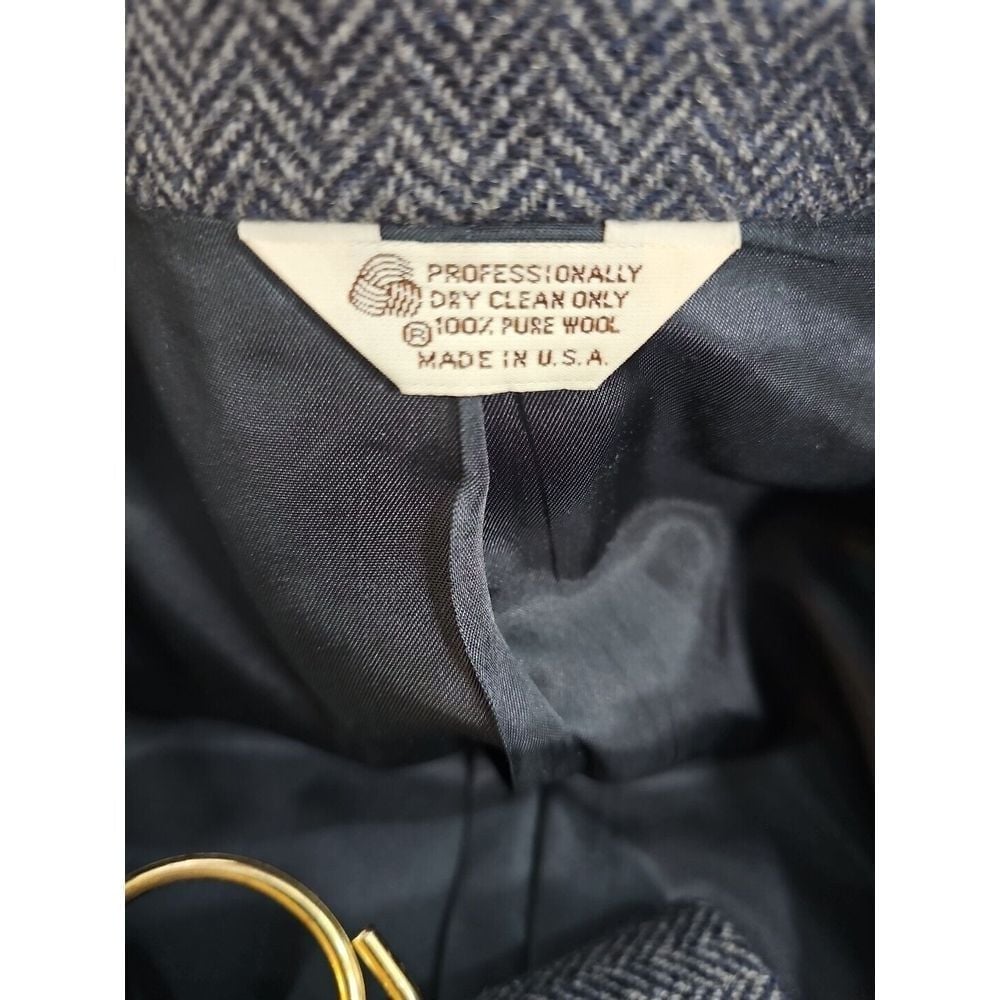 PROFESSIONALLY
DRY CLEAN ONLY
® 100% PURE WOOL
MADE IN U.S.A.